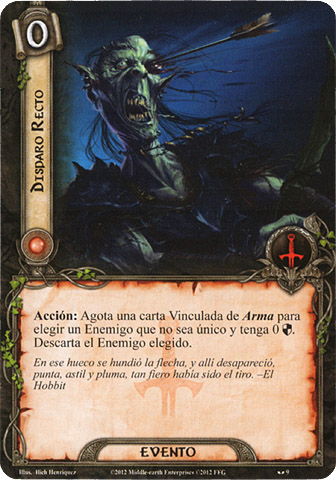 0
Disparo Recto
Acción: Agota una carta Vinculada de Arma para
elegir un Enemigo que no sea único y tenga 0.
Descarta el Enemigo elegido.
En ese hueco se hundió la flecha, y allí desapareció,
punta, astil y pluma, tan fiero había sido el tiro. –El
Hobbit
EVENTO
Illus. Hich Henriquez
©2012 Middle-earth Enterprises ©2012 FFG
9